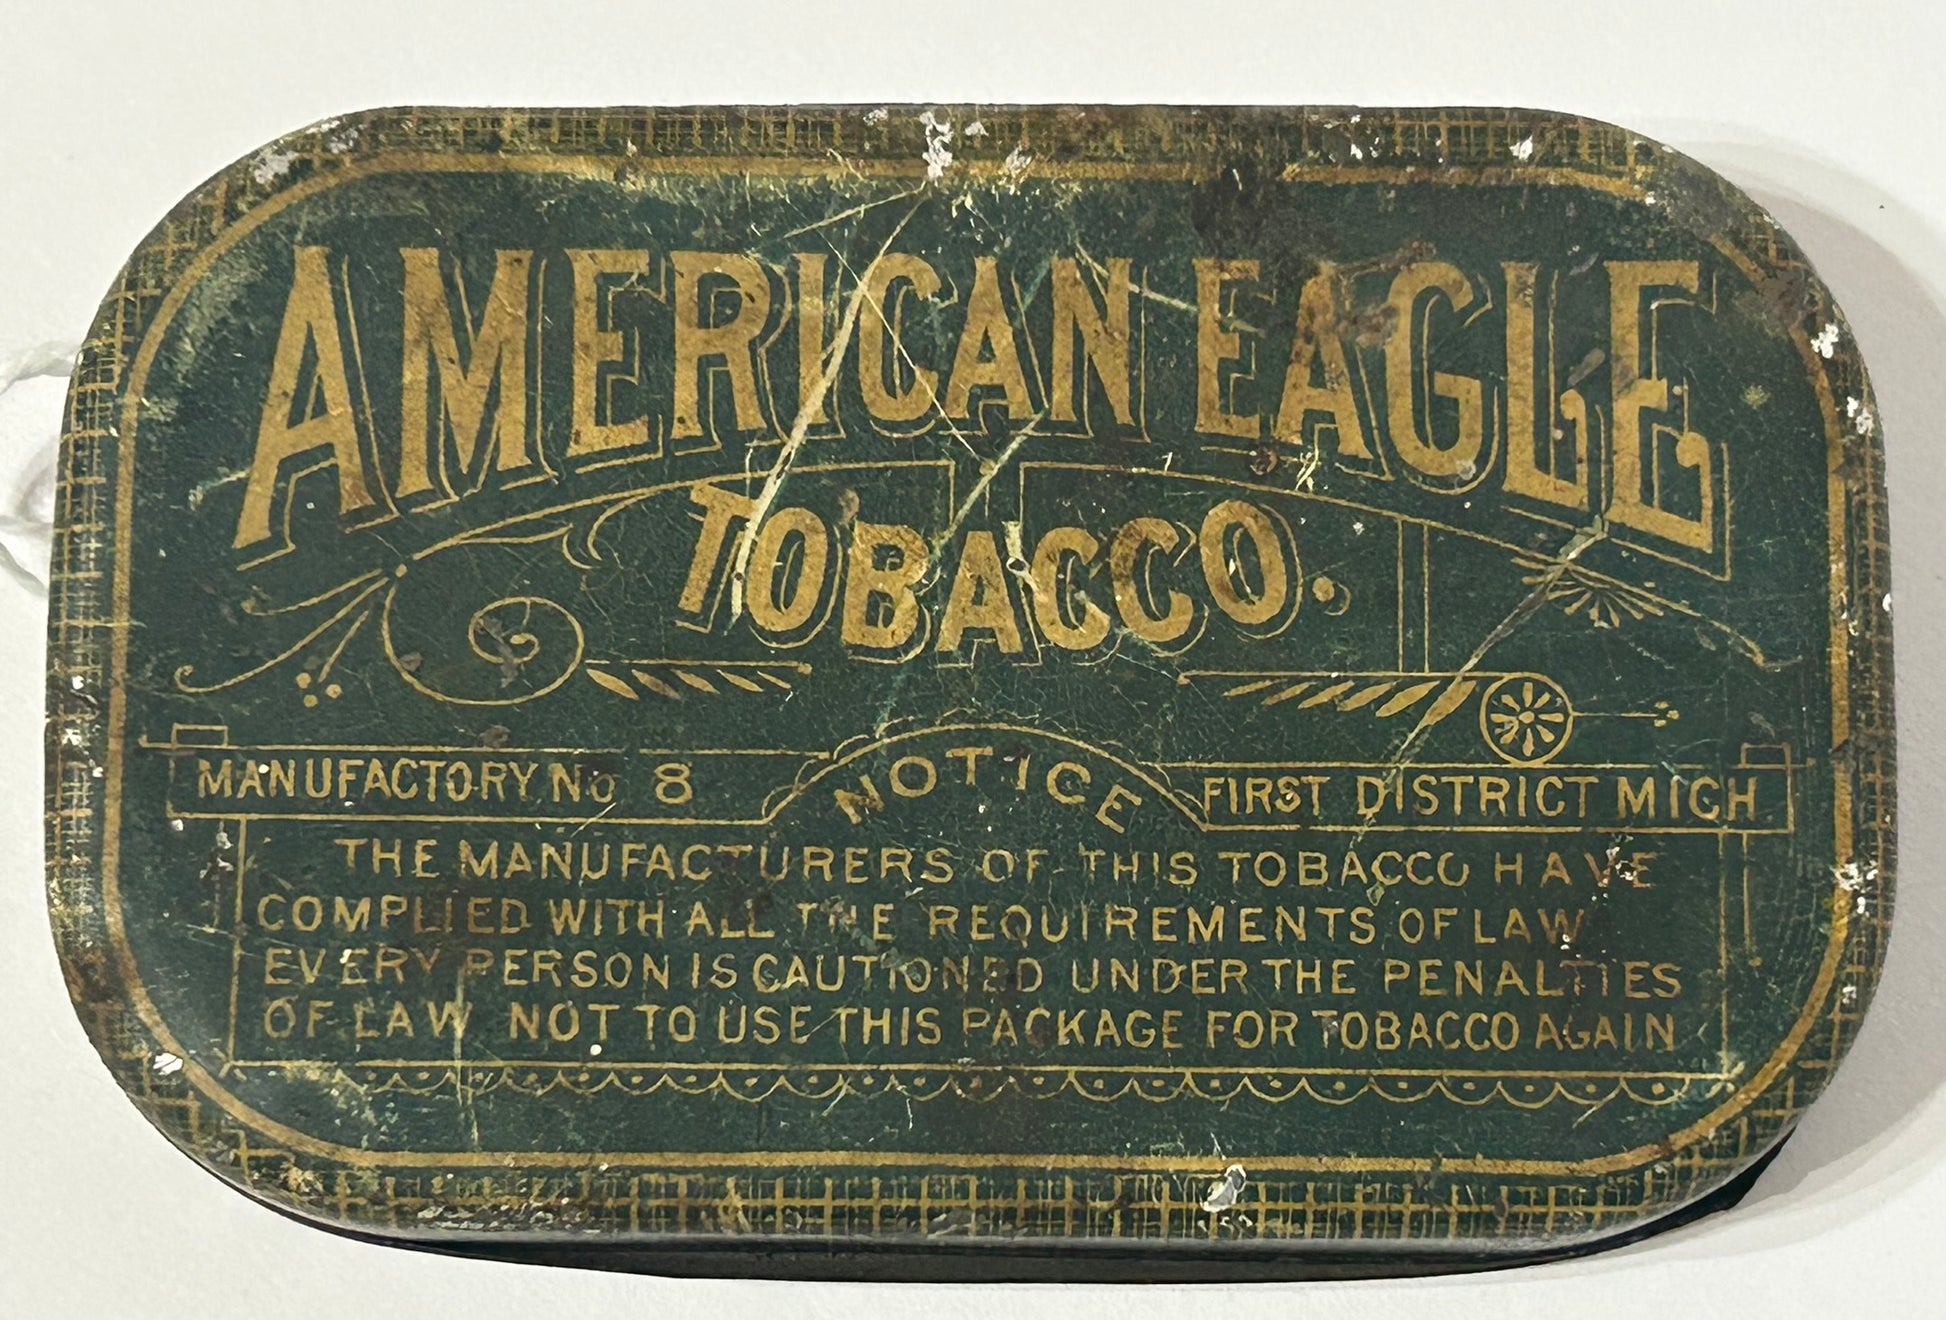 AMERICAN EAGLE
TOBACCO.
NOTICE
MANUFACTORY No 8
FIRST DISTRICT MICH.
THE MANUFACTURERS OF THIS TOBACCO HAVE
COMPLIED WITH ALL THE REQUIREMENTS OF LAW
EVERY PERSON IS CAUTIONED UNDER THE PENALTIES
OF LAW NOT TO USE THIS PACKAGE FOR TOBACCO AGAIN